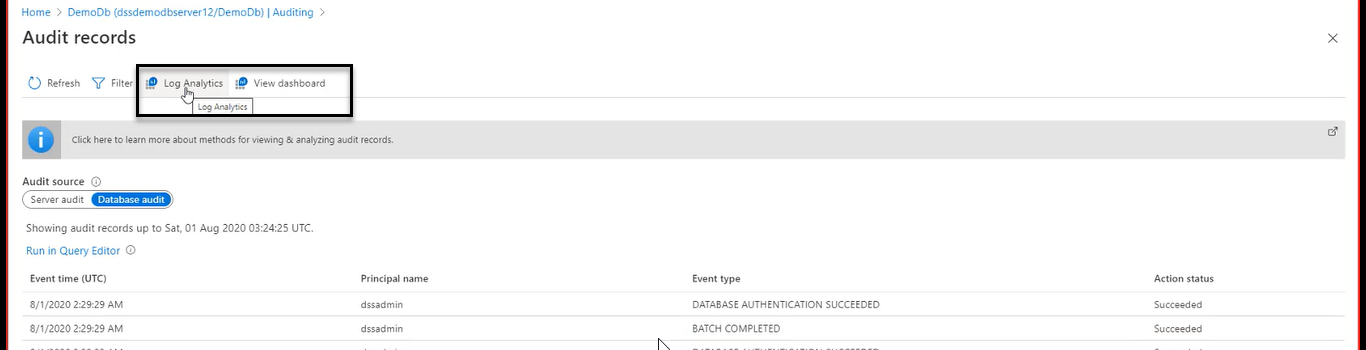 Home > DemoDb (dssdemodbserver12/DemoDb) | Auditing >
Audit records
Refresh Filter Log Analytics View dashboard
Log Analytics
Click here to learn more about methods for viewing & analyzing audit records.
Audit source
Server audit Database audit
Showing audit records up to Sat, 01 Aug 2020 03:24:25 UTC.
Run in Query Editor
Event time (UTC) Principal name Event type Action status
8/1/2020 2:29:29 AM dssadmin DATABASE AUTHENTICATION SUCCEEDED Succeeded
8/1/2020 2:29:29 AM dssadmin BATCH COMPLETED Succeeded